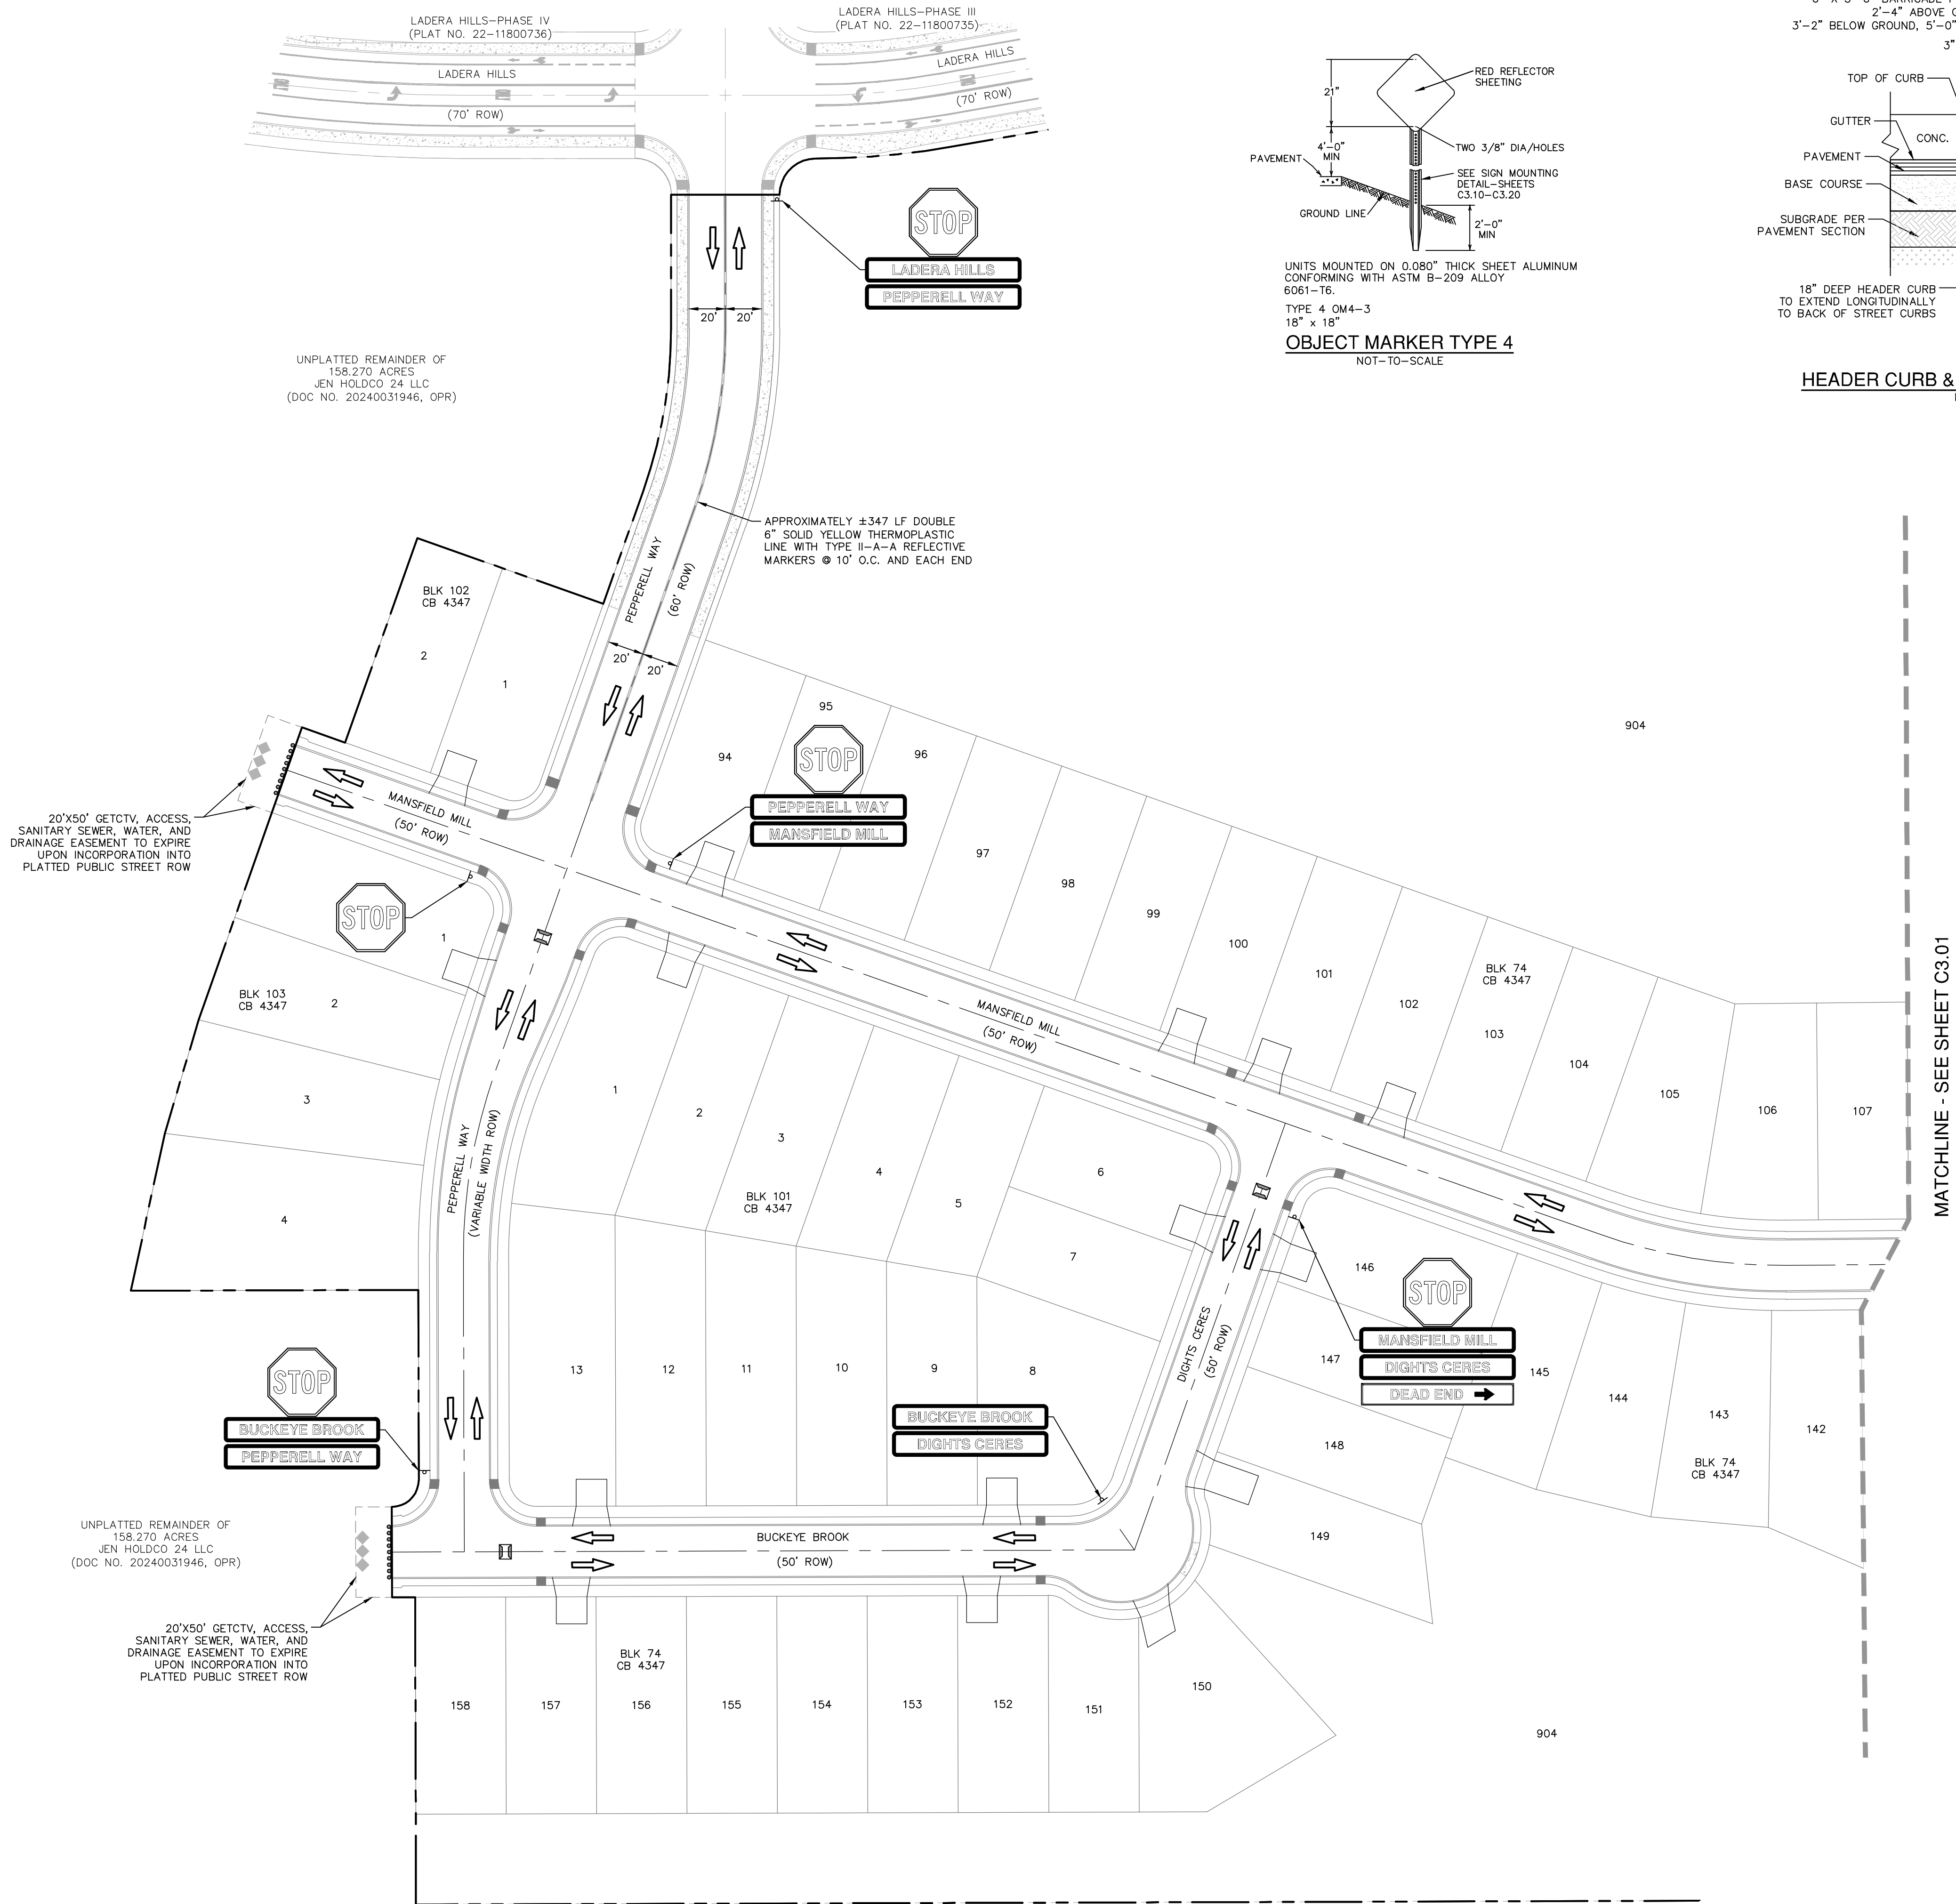 LADERA HILLS-PHASE IV
(PLAT NO. 22-11800736)
LADERA HILLS-PHASE III
(PLAT NO. 22-11800735)
LADERA HILLS
(70' ROW)
LADERA HILLS
(70' ROW)
2'-4" ABOVE
3'-2" BELOW GROUND, 5'-0"
3"
TOP OF CURB
GUTTER
CONC.
PAVEMENT
BASE COURSE
SUBGRADE PER
PAVEMENT SECTION
18" DEEP HEADER CURB
TO EXTEND LONGITUDINALLY
TO BACK OF STREET CURBS
HEADER CURB &
21"
RED REFLECTOR
SHEETING
4'-0"
MIN
TWO 3/8" DIA/HOLES
PAVEMENT
SEE SIGN MOUNTING
DETAIL-SHEETS
C3.10-C3.20
GROUND LINE
2'-0"
MIN
UNITS MOUNTED ON 0.080" THICK SHEET ALUMINUM
CONFORMING WITH ASTM B-209 ALLOY
6061-T6.
TYPE 4 OM4-3
18" x 18"
OBJECT MARKER TYPE 4
NOT-TO-SCALE
STOP
LADERA HILLS
PEPPERELL WAY
20'
20'
UNPLATTED REMAINDER OF
158.270 ACRES
JEN HOLDCO 24 LLC
(DOC NO. 20240031946, OPR)
APPROXIMATELY ±347 LF DOUBLE
6" SOLID YELLOW THERMOPLASTIC
LINE WITH TYPE II-A-A REFLECTIVE
MARKERS @ 10' O.C. AND EACH END
PEPPERELL WAY
(60' ROW)
BLK 102
CB 4347
2
1
20'
20'
95
94
96
904
STOP
PEPPERELL WAY
MANSFIELD MILL
MANSFIELD MILL
(50' ROW)
20'X50' GETCTV, ACCESS,
SANITARY SEWER, WATER, AND
DRAINAGE EASEMENT TO EXPIRE
UPON INCORPORATION INTO
PLATTED PUBLIC STREET ROW
97
98
99
100
101
102
BLK 74
CB 4347
103
104
105
106
107
MATCHLINE - SEE SHEET C3.01
STOP
1
BLK 103
CB 4347
2
3
4
MANSFIELD MILL
(50' ROW)
PEPPERELL WAY
(VARIABLE WIDTH ROW)
1
2
3
4
5
6
7
BLK 101
CB 4347
13
12
11
10
9
8
DIGHTS CERES
(50' ROW)
146
STOP
MANSFIELD MILL
DIGHTS CERES
DEAD END
147
145
144
143
142
148
BLK 74
CB 4347
149
STOP
BUCKEYE BROOK
PEPPERELL WAY
BUCKEYE BROOK
DIGHTS CERES
BUCKEYE BROOK
(50' ROW)
UNPLATTED REMAINDER OF
158.270 ACRES
JEN HOLDCO 24 LLC
(DOC NO. 20240031946, OPR)
20'X50' GETCTV, ACCESS,
SANITARY SEWER, WATER, AND
DRAINAGE EASEMENT TO EXPIRE
UPON INCORPORATION INTO
PLATTED PUBLIC STREET ROW
BLK 74
CB 4347
158
157
156
155
154
153
152
151
150
904